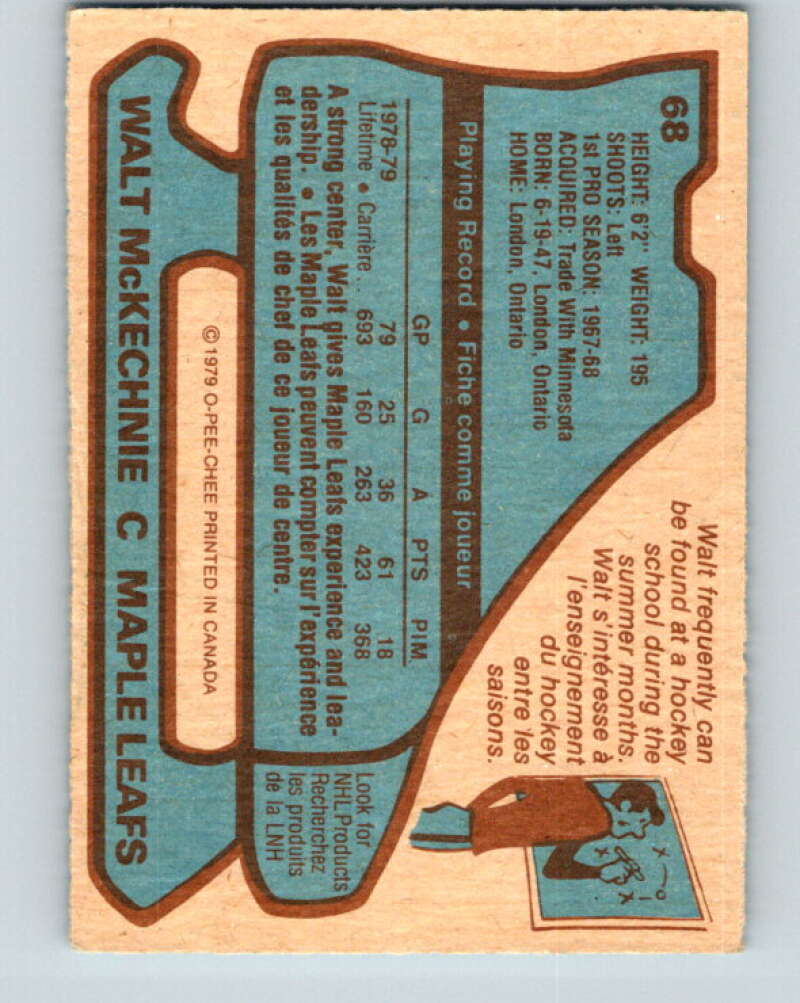 68
HEIGHT: 6'2" WEIGHT: 195
SHOOTS: Left
1st PRO SEASON: 1967-68
ACQUIRED: Trade With Minnesota
BORN: 6-19-47, London, Ontario
HOME: London, Ontario
Walt frequently can
be found at a hockey
school during the
summer months.
Walt s'intéresse à
l'enseignement
du hockey
entre les
saisons.
Playing Record • Fiche comme joueur
GP G A PTS PIM
1978-79 79 25 36 61 18
Lifetime • Carrière ... 693 160 263 423 368
A strong center, Walt gives Maple Leafs experience and lea-
dership. • Les Maple Leafs peuvent compter sur l'expérience
et les qualités de chef de ce joueur de centre.
Look for
NHL Products
Recherchez
les produits
de la LNH
© 1979 O-PEE-CHEE PRINTED IN CANADA
WALT McKECHNIE C MAPLE LEAFS